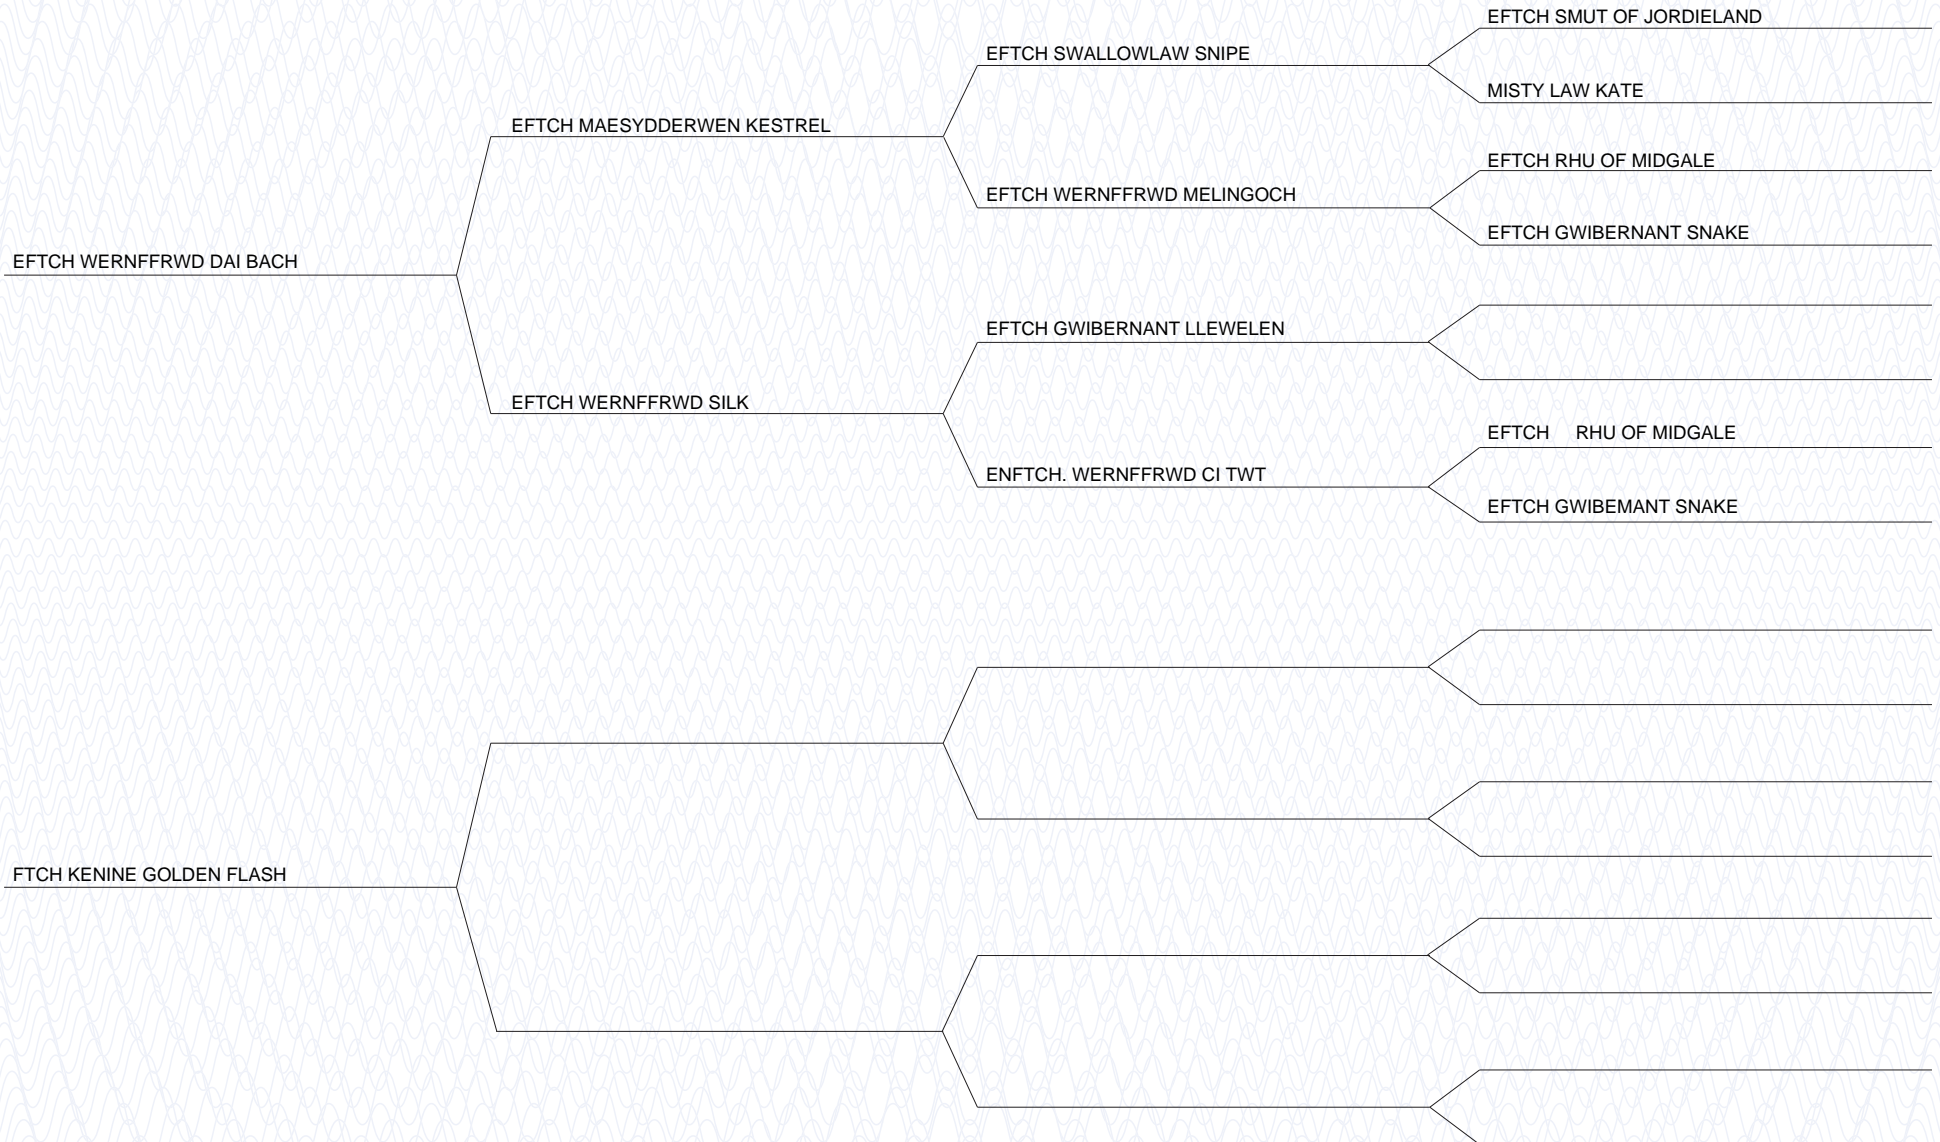 EFTCH SMUT OF JORDIELAND
EFTCH SWALLOWLAW SNIPE
MISTY LAW KATE
EFTCH MAESYDDERWEN KESTREL
EFTCH RHU OF MIDGALE
EFTCH WERNFFRWD MELINGOCH
EFTCH GWIBERNANT SNAKE
EFTCH WERNFFRWD DAI BACH
EFTCH GWIBERNANT LLEWELEN
EFTCH WERNFFRWD SILK
EFTCH RHU OF MIDGALE
ENFTCH. WERNFFRWD CI TWT
EFTCH GWIBEMANT SNAKE
FTCH KENINE GOLDEN FLASH